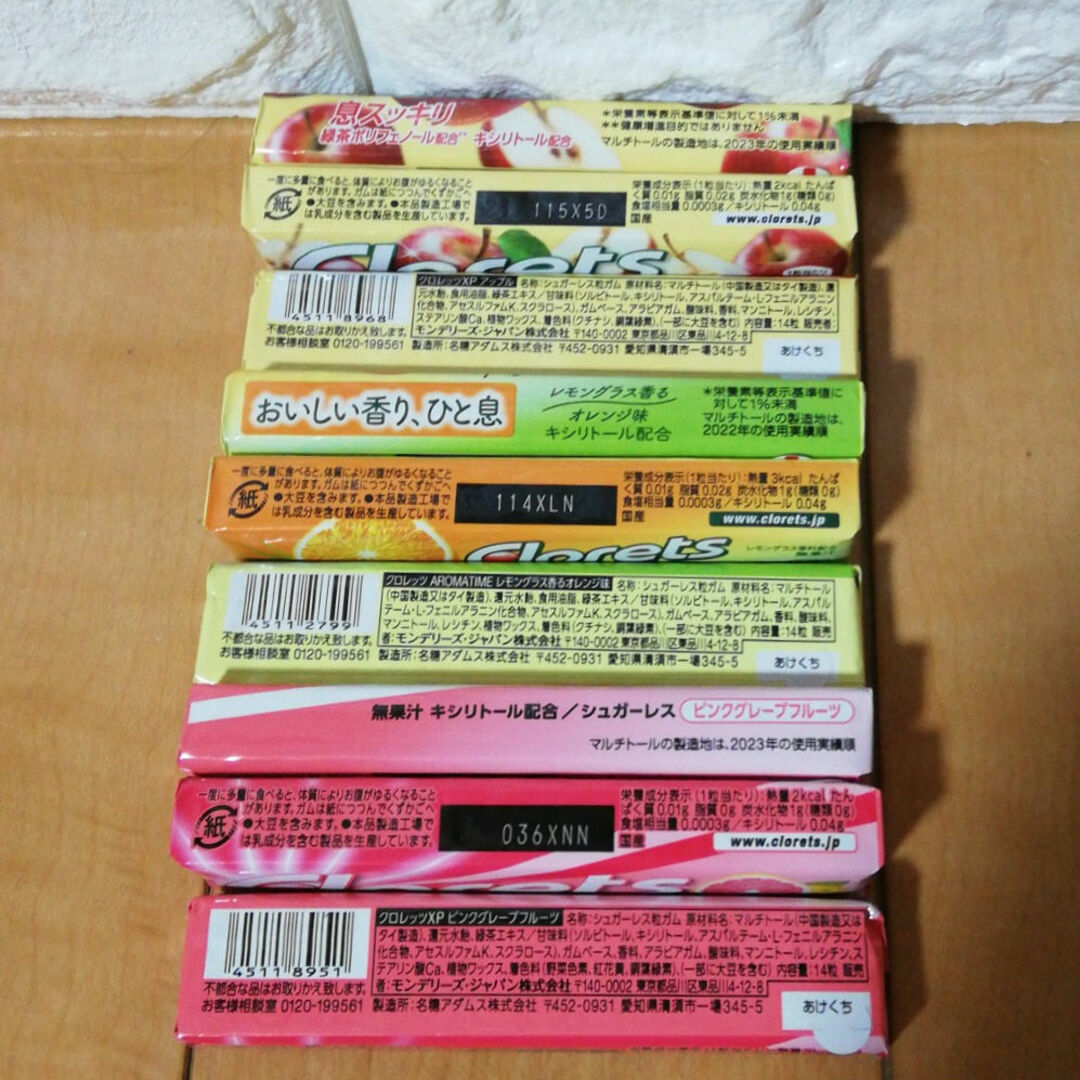 息スッキリ
緑茶ポリフェノール配合** キシリトール配合
*栄養素等表示基準値に対して1%未満
**健康増進目的ではありません
マルチトールの製造地は、2023年の使用実績順
一度に多量に食べると、体質によりお腹がゆるくなること
があります。ガムは紙につつんでくずかごへ
●大豆を含みます。●本品製造工場で
は乳成分を含む製品を生産しています。
紙
115X5D
栄養成分表示(1粒当たり):熱量2kcal たんぱ
く質0.01g 脂質0.02g 炭水化物1g(糖類0g)
食塩相当量0.0003g/キシリトール0.04g
国産
www.clorets.jp
Clorets
4511 8968
不都合な品はお取りかえ致します。
お客様相談室 0120-199561
クロレッツXP アップル 名称:シュガーレス粒ガム 原材料名:マルチトール(中国製造又はタイ製造)、還
元水飴、食用油脂、緑茶エキス/甘味料(ソルビトール、キシリトール、アスパルテーム・L-フェニルアラニン
化合物、アセスルファムK、スクラロース)、ガムベース、アラビアガム、酸味料、香料、マンニトール、レシチン、
ステアリン酸Ca、植物ワックス、着色料(クチナシ、銅葉緑素)、(一部に大豆を含む) 内容量:14粒 販売
者:モンデリーズ・ジャパン株式会社 〒140-0002 東京都品川区東品川4-12-8
製造所:名糖アダムス株式会社 〒452-0931 愛知県清須市一場345-5
あけくち
おいしい香り、ひと息
レモングラス香る
オレンジ味
キシリトール配合
*栄養素等表示基準値に
対して1%未満
マルチトールの製造地は、
2022年の使用実績順
一度に多量に食べると、体質によりお腹がゆるくなること
があります。ガムは紙につつんでくずかごへ
●大豆を含みます。●本品製造工場で
は乳成分を含む製品を生産しています。
紙
114XLN
栄養成分表示(1粒当たり):熱量3kcal たんぱ
く質0.01g 脂質0.02g 炭水化物1g(糖類0g)
食塩相当量0.0003g/キシリトール0.04g
国産
www.clorets.jp
Clorets
レモングラス香料配合
4511 2799
不都合な品はお取りかえ致します。
お客様相談室 0120-199561
クロレッツ AROMATIME レモングラス香るオレンジ味 名称:シュガーレス粒ガム 原材料名:マルチトール
(中国製造又はタイ製造)、還元水飴、食用油脂、緑茶エキス/甘味料(ソルビトール、キシリトール、アスパル
テーム・L-フェニルアラニン化合物、アセスルファムK、スクラロース)、ガムベース、アラビアガム、香料、酸味料、
マンニトール、レシチン、植物ワックス、着色料(クチナシ、銅葉緑素)、(一部に大豆を含む) 内容量:14粒 販売
者:モンデリーズ・ジャパン株式会社 〒140-0002 東京都品川区東品川4-12-8
製造所:名糖アダムス株式会社 〒452-0931 愛知県清須市一場345-5
あけくち
無果汁 キシリトール配合/シュガーレス ピンクグレープフルーツ
マルチトールの製造地は、2023年の使用実績順
一度に多量に食べると、体質によりお腹がゆるくなること
があります。ガムは紙につつんでくずかごへ
●大豆を含みます。●本品製造工場で
は乳成分を含む製品を生産しています。
紙
036XNN
栄養成分表示(1粒当たり):熱量2kcal たん
ぱく質0.01g 脂質0g 炭水化物1g(糖類0g)
食塩相当量0.0003g/キシリトール0.04g
国産
www.clorets.jp
Clorets
4511 8951
不都合な品はお取りかえ致します。
お客様相談室 0120-199561
クロレッツXP ピンクグレープフルーツ 名称:シュガーレス粒ガム 原材料名:マルチトール(中国製造又は
タイ製造)、還元水飴、緑茶エキス/甘味料(ソルビトール、キシリトール、アスパルテーム・L-フェニルアラニン
化合物、アセスルファムK、スクラロース)、ガムベース、香料、アラビアガム、酸味料、マンニトール、レシチン、ス
テアリン酸Ca、植物ワックス、着色料(野菜色素、紅花黄、銅葉緑素)、(一部に大豆を含む) 内容量:14粒 販売
者:モンデリーズ・ジャパン株式会社 〒140-0002 東京都品川区東品川4-12-8
製造所:名糖アダムス株式会社 〒452-0931 愛知県清須市一場345-5
あけくち